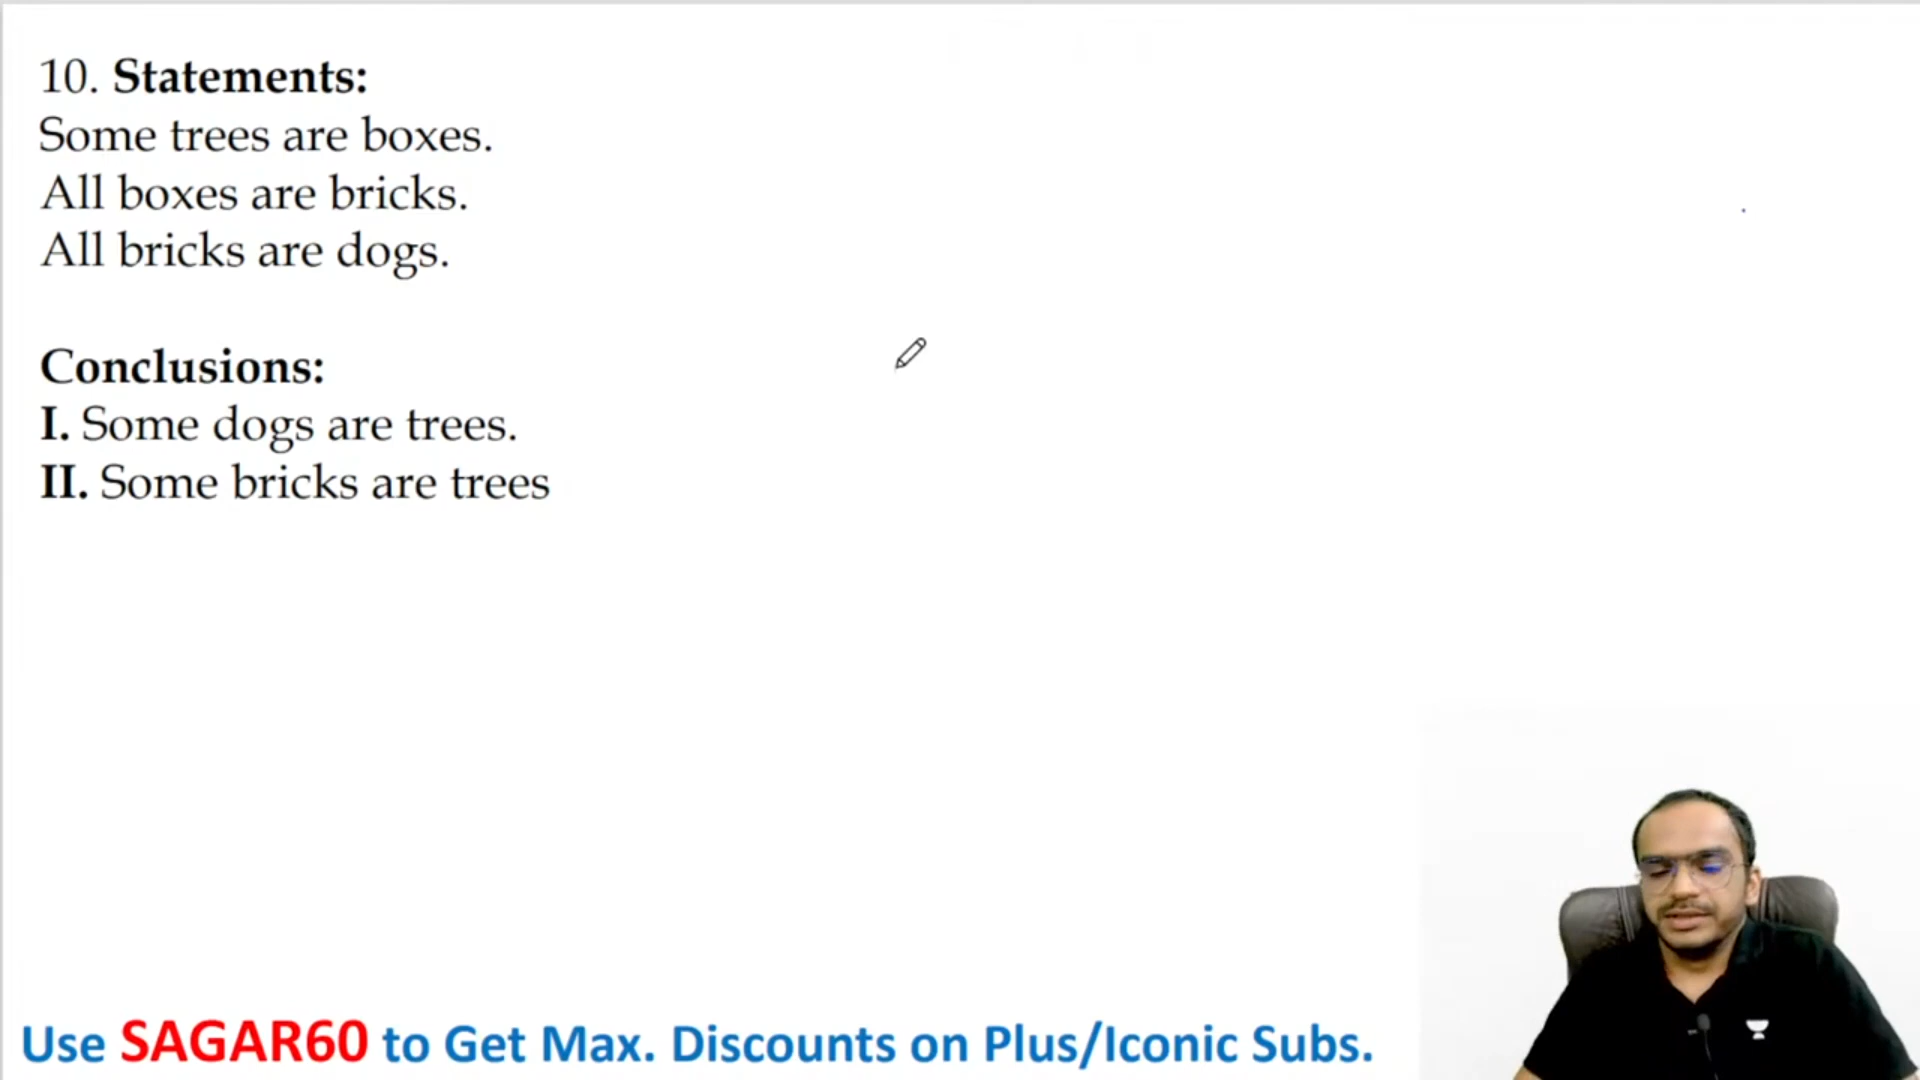 10. Statements:
Some trees are boxes.
All boxes are bricks.
All bricks are dogs.
Conclusions:
I. Some dogs are trees.
II. Some bricks are trees
Use SAGAR60 to Get Max. Discounts on Plus/Iconic Subs.